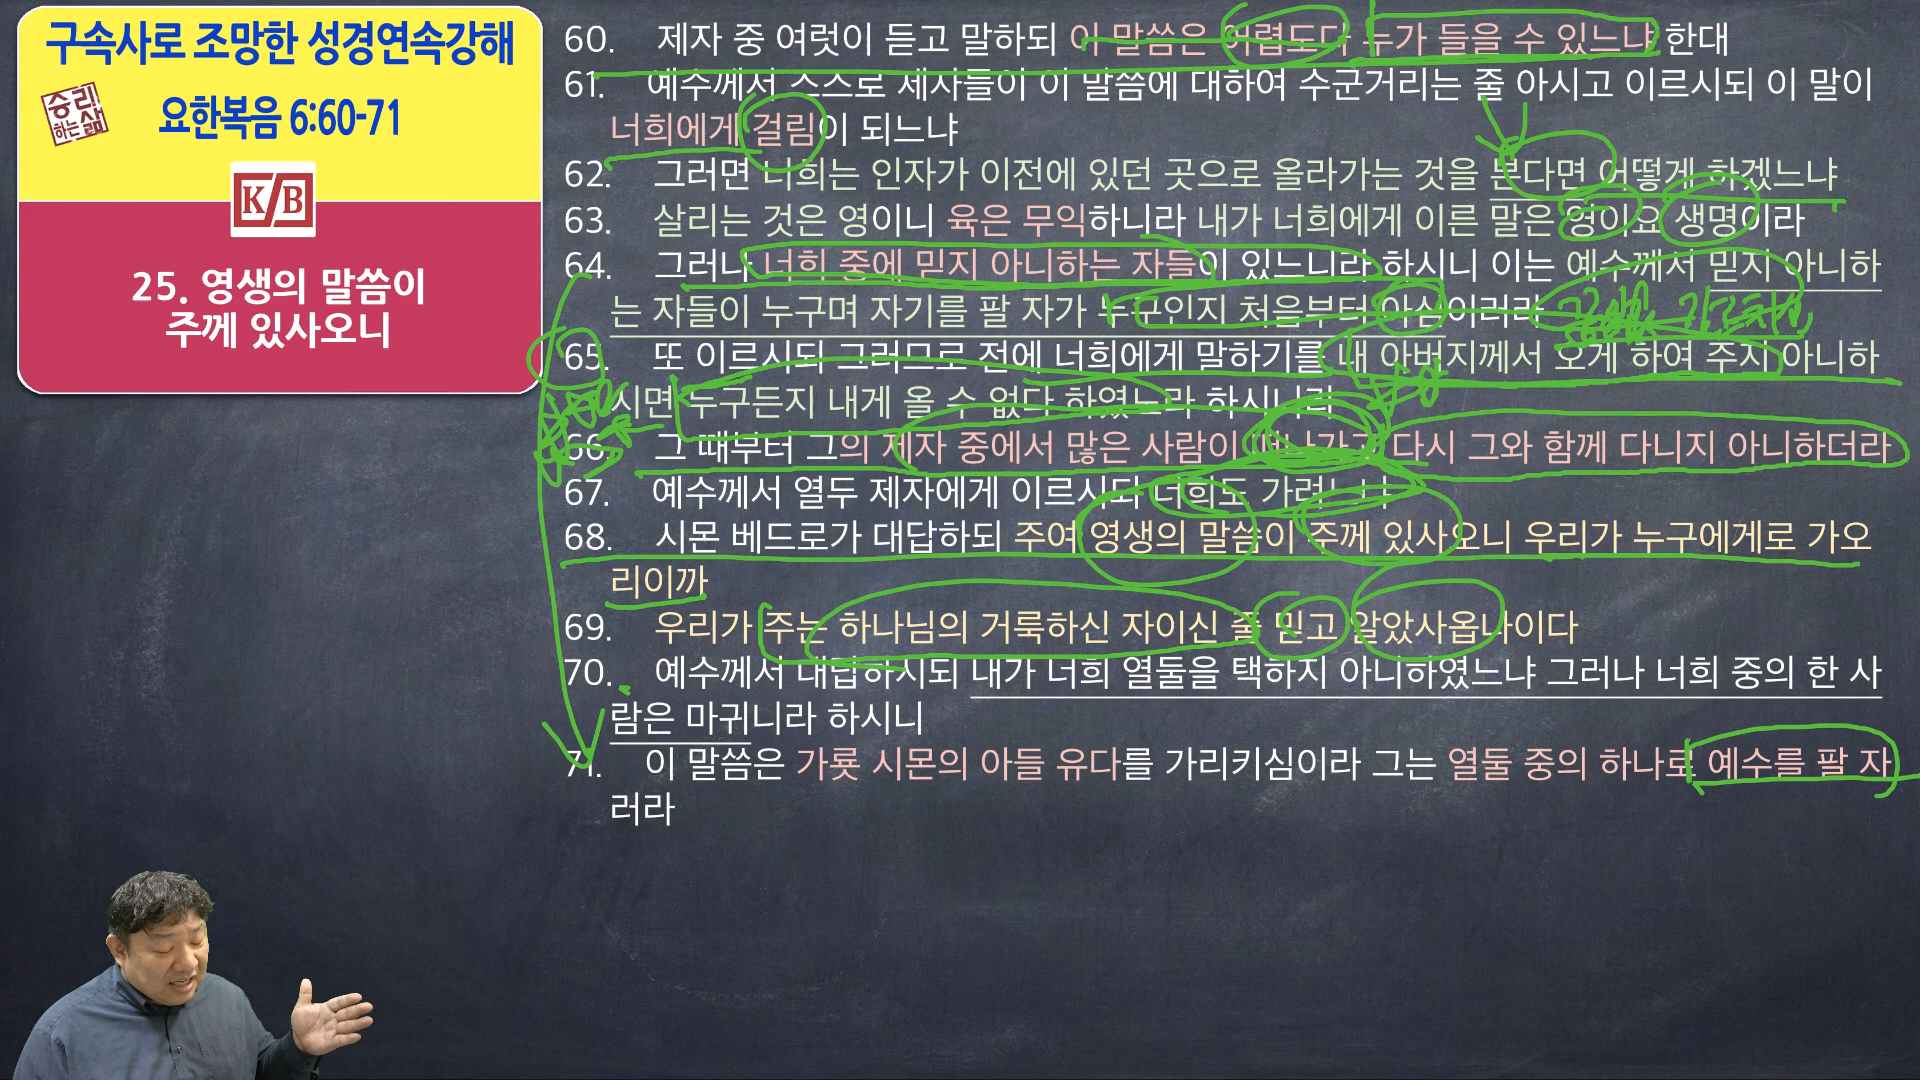 구속사로 조망한 성경연속강해
승리하는삶
요한복음 6:60-71
K/B
25. 영생의 말씀이
주께 있사오니
60. 제자 중 여럿이 듣고 말하되 이 말씀은 어렵도다 누가 들을 수 있느냐 한대
61. 예수께서 스스로 제자들이 이 말씀에 대하여 수군거리는 줄 아시고 이르시되 이 말이
너희에게 걸림이 되느냐
62. 그러면 너희는 인자가 이전에 있던 곳으로 올라가는 것을 본다면 어떻게 하겠느냐
63. 살리는 것은 영이니 육은 무익하니라 내가 너희에게 이른 말은 영이요 생명이라
64. 그러나 너희 중에 믿지 아니하는 자들이 있느니라 하시니 이는 예수께서 믿지 아니하
는 자들이 누구며 자기를 팔 자가 누구인지 처음부터 아심이러라
65. 또 이르시되 그러므로 전에 너희에게 말하기를 내 아버지께서 오게 하여 주지 아니하
시면 누구든지 내게 올 수 없다 하였노라 하시니라
66. 그 때부터 그의 제자 중에서 많은 사람이 떠나가고 다시 그와 함께 다니지 아니하더라
67. 예수께서 열두 제자에게 이르시되 너희도 가려느냐
68. 시몬 베드로가 대답하되 주여 영생의 말씀이 주께 있사오니 우리가 누구에게로 가오
리이까
69. 우리가 주는 하나님의 거룩하신 자이신 줄 믿고 알았사옵나이다
70. 예수께서 대답하시되 내가 너희 열둘을 택하지 아니하였느냐 그러나 너희 중의 한 사
람은 마귀니라 하시니
71. 이 말씀은 가룟 시몬의 아들 유다를 가리키심이라 그는 열둘 중의 하나로 예수를 팔 자
러라